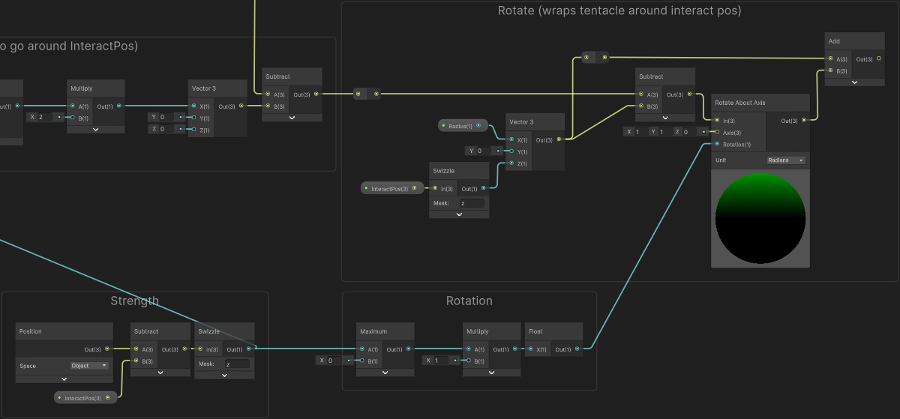 Rotate (wraps tentacle around interact pos)
to go around InteractPos)
Add
A(3) Out(3)
B(3)
Subtract
A(3) Out(3)
B(3)
Multiply
Out(1)
A(1) Out(1)
X 2 B(1)
Vector 3
X(1) Out(3)
Y 0 Y(1)
Z 0 Z(1)
Subtract
A(3) Out(3)
B(3)
Rotate About Axis
In(3) Out(3)
X 1 Y 1 Z 0 Axis(3)
Rotation(1)
Unit Radians
Radius(1)
Vector 3
X(1) Out(3)
Y 0 Y(1)
Z(1)
Swizzle
InteractPos(3)
In(3) Out(1)
Mask: z
Strength
Position
Out(3)
Space Object
Subtract
A(3) Out(3)
B(3)
Swizzle
In(3) Out(1)
Mask: z
InteractPos(3)
Rotation
Maximum
A(1) Out(1)
X 0 B(1)
Multiply
A(1) Out(1)
X 1 B(1)
Float
X(1) Out(1)